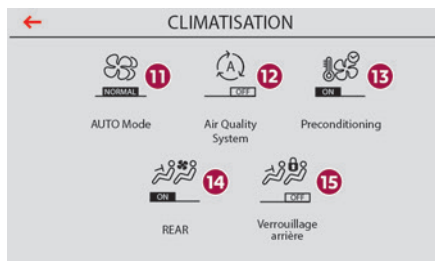 CLIMATISATION
11 12 13
A
NORMAL OFF ON
AUTO Mode Air Quality Preconditioning
System
14 15
ON OFF
REAR Verrouillage
arrière